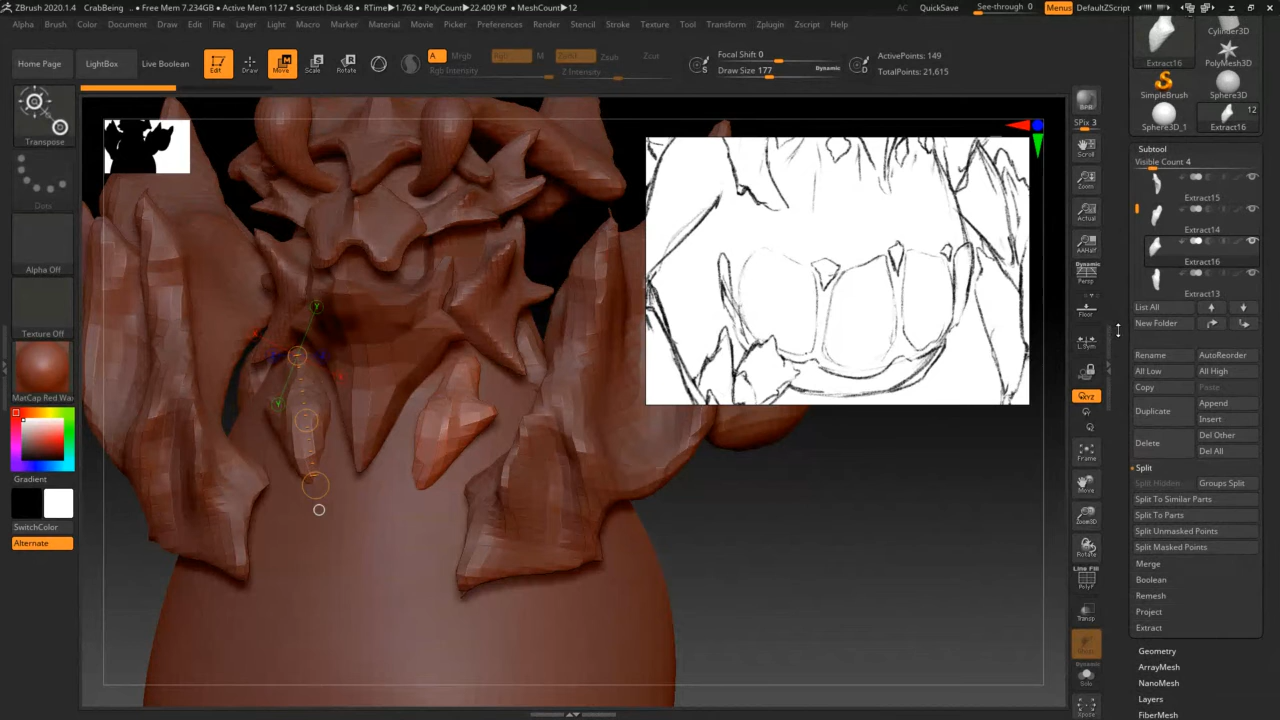 ZBrush 2020.1.4 CrabBeing .. • Free Mem 7.234GB • Active Mem 1127 • Scratch Disk 48 • RTime▶1.762 • PolyCount▶22.409 KP • MeshCount▶12 AC QuickSave See-through 0 Menus DefaultZScript
Alpha Brush Color Document Draw Edit File Layer Light Macro Marker Material Movie Picker Preferences Render Stencil Stroke Texture Tool Transform Zplugin Zscript Help
Home Page LightBox Live Boolean Edit Draw Move Scale Rotate
A Mrgb Rgb M Zadd Zsub Zcut
Rgb Intensity Z Intensity
Focal Shift 0
Draw Size 177 Dynamic
ActivePoints: 149
TotalPoints: 21,615
Transpose
Dots
Alpha Off
Texture Off
MatCap Red Wax
Gradient
SwitchColor
Alternate
BPR
SPix 3
Scroll
Zoom
Actual
AAHalf
Dynamic
Persp
Floor
L.Sym
XYZ
Frame
Move
Zoom3D
Rotate
Line Fill
PolyF
Transp
Dynamic
Solo
Xpose
Cylinder3D
Extract16 PolyMesh3D
SimpleBrush Sphere3D
12
Sphere3D_1 Extract16
Subtool
Visible Count 4
Extract15
Extract14
Extract16
Extract13
List All
New Folder
Rename AutoReorder
All Low All High
Copy Paste
Duplicate Append
Insert
Delete Del Other
Del All
Split
Split Hidden Groups Split
Split To Similar Parts
Split To Parts
Split Unmasked Points
Split Masked Points
Merge
Boolean
Remesh
Project
Extract
Geometry
ArrayMesh
NanoMesh
Layers
FiberMesh